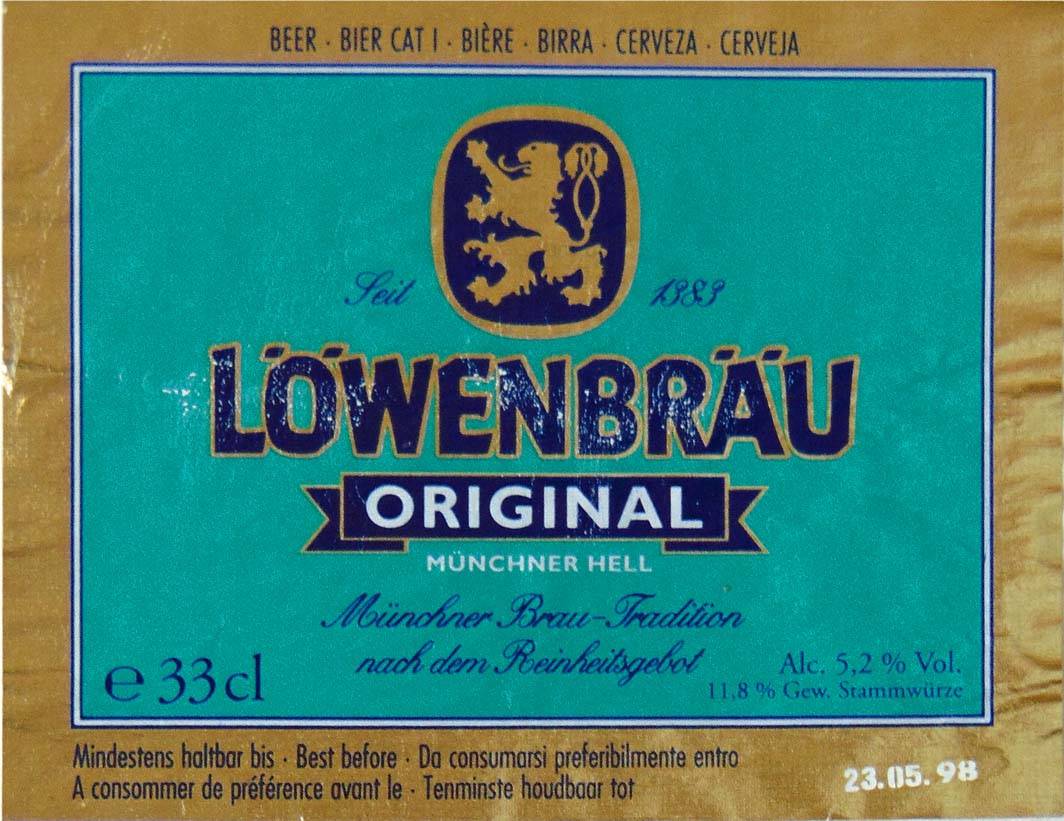 BEER · BIER CAT I · BIÈRE · BIRRA · CERVEZA · CERVEJA
Seit 1383
LÖWENBRÄU
ORIGINAL
MÜNCHNER HELL
Münchner Brau-Tradition
nach dem Reinheitsgebot
e 33 cl
Alc. 5,2 % Vol.
11,8 % Gew. Stammwürze
Mindestens haltbar bis · Best before · Da consumarsi preferibilmente entro
A consommer de préférence avant le · Tenminste houdbaar tot
23.05.98